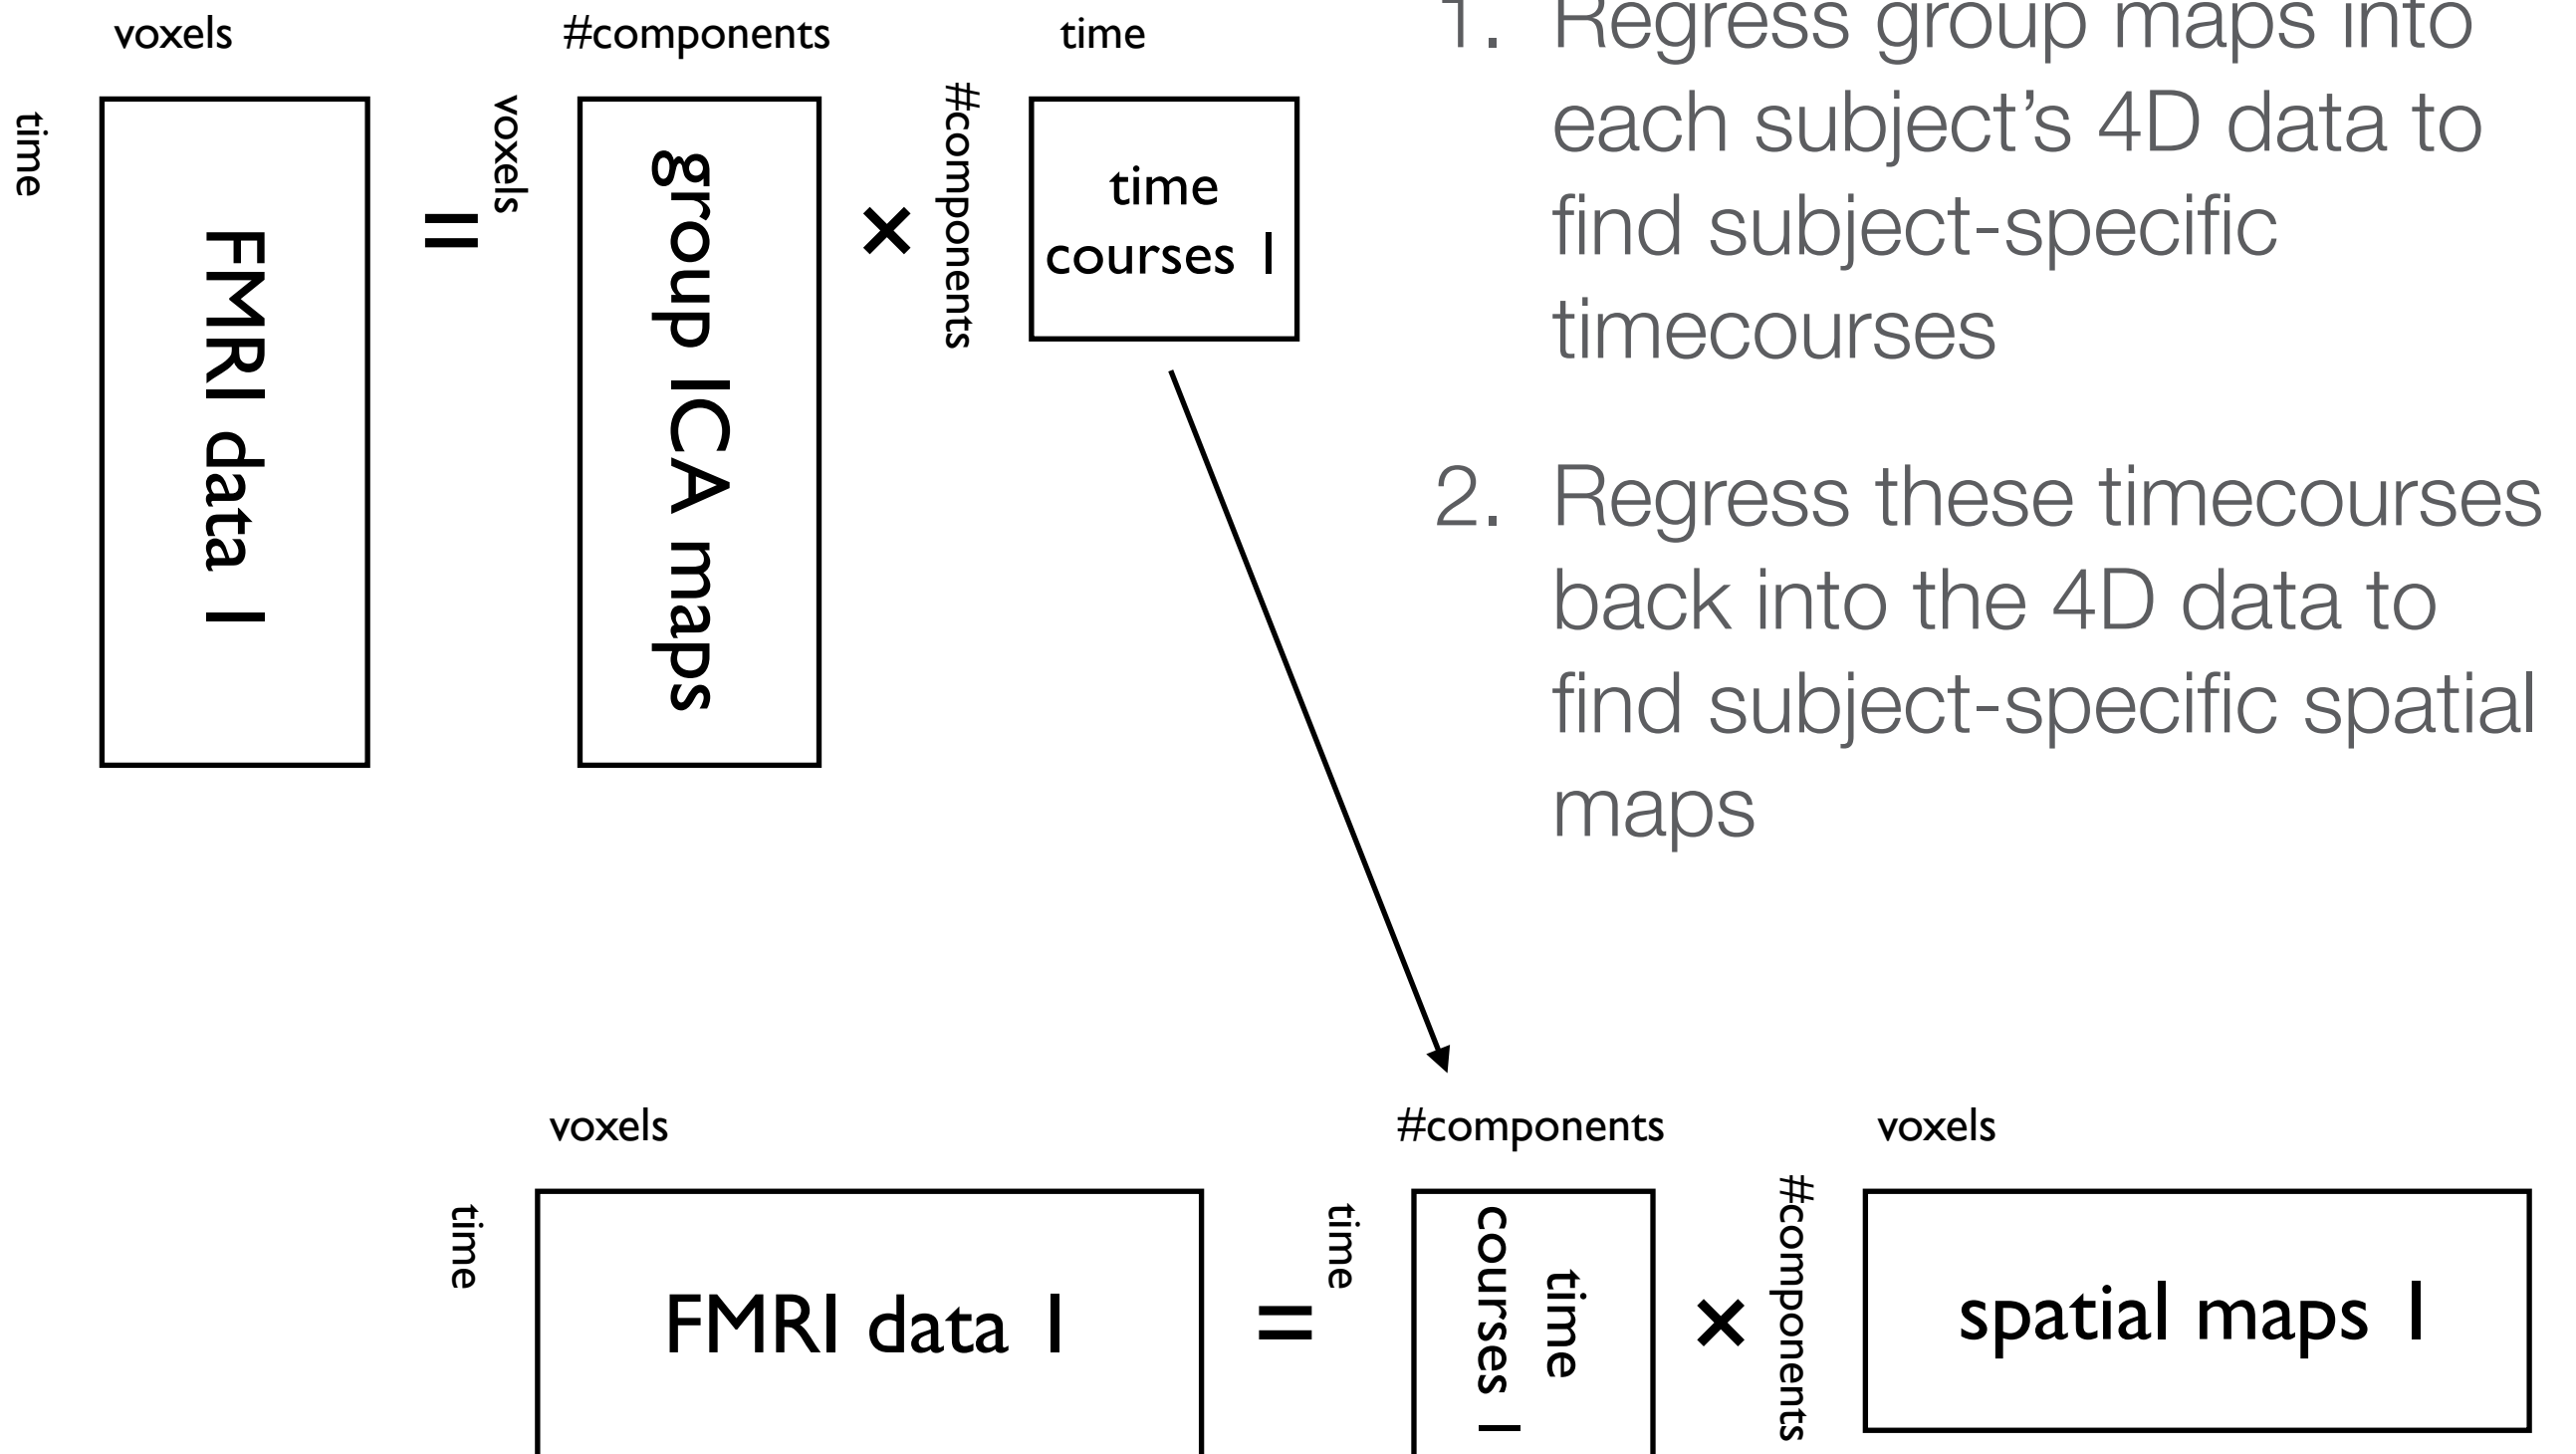 voxels
#components
time
time
voxels
#components
FMRI data 1
=
group ICA maps
×
time
courses 1
1. Regress group maps into
each subject’s 4D data to
find subject-specific
timecourses
2. Regress these timecourses
back into the 4D data to
find subject-specific spatial
maps
voxels
#components
voxels
time
time
#components
FMRI data 1
=
time
courses 1
×
spatial maps 1